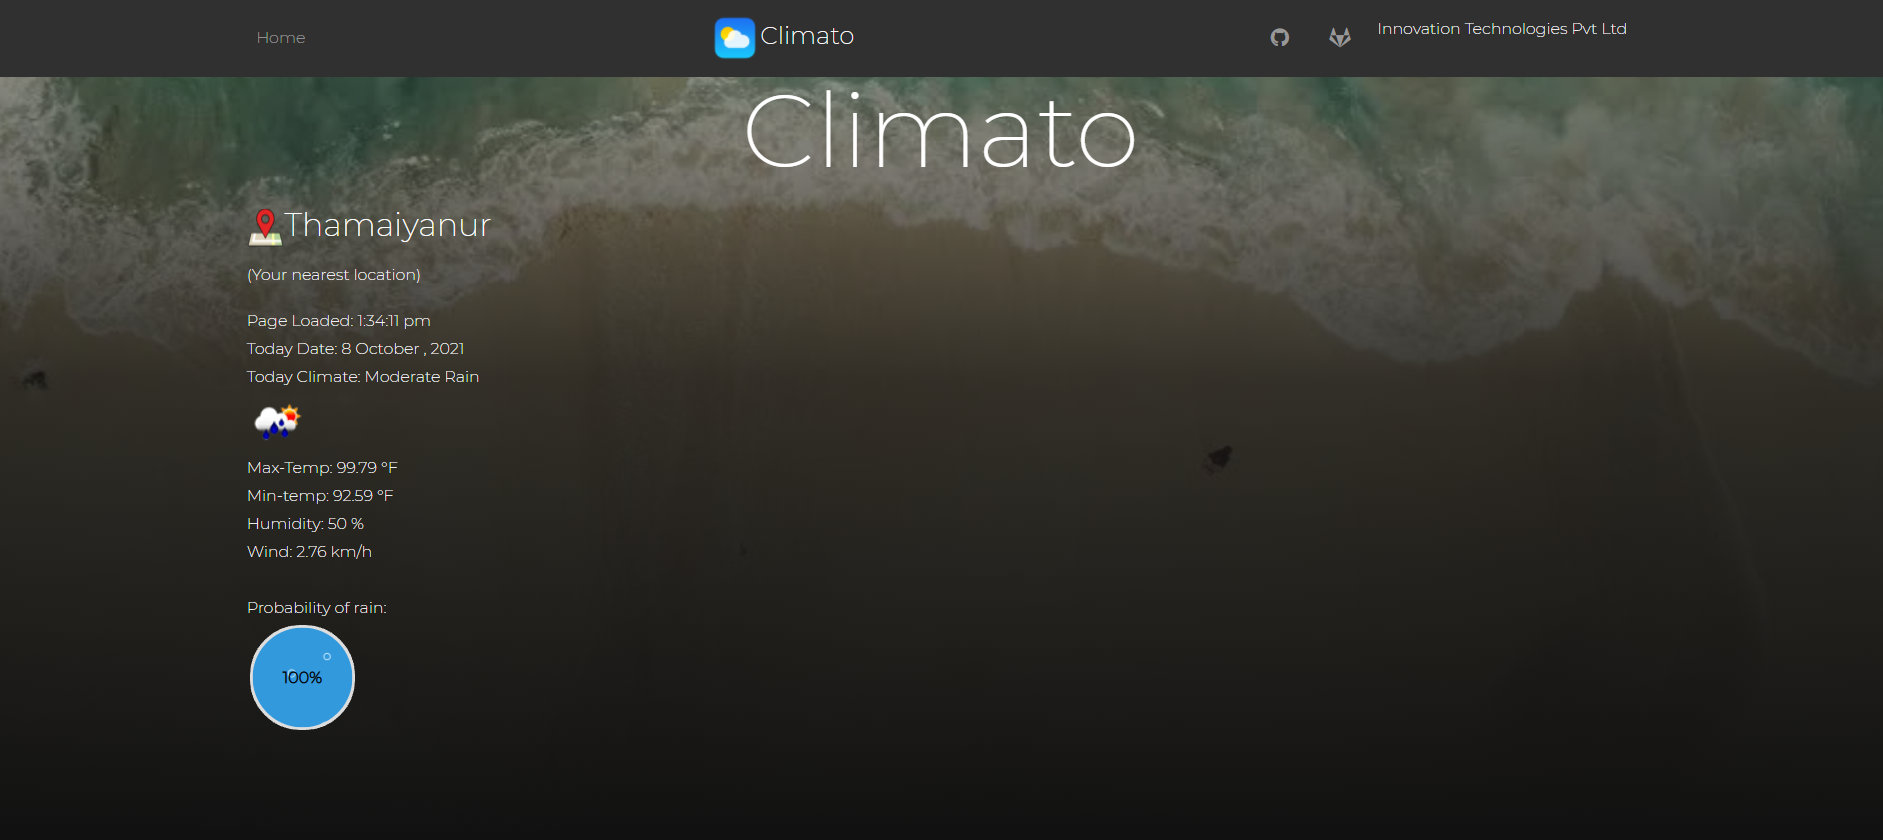 Home
Climato
Innovation Technologies Pvt Ltd
Climato
Thamaiyanur
(Your nearest location)
Page Loaded: 1:34:11 pm
Today Date: 8 October , 2021
Today Climate: Moderate Rain
Max-Temp: 99.79 °F
Min-temp: 92.59 °F
Humidity: 50 %
Wind: 2.76 km/h
Probability of rain:
100%